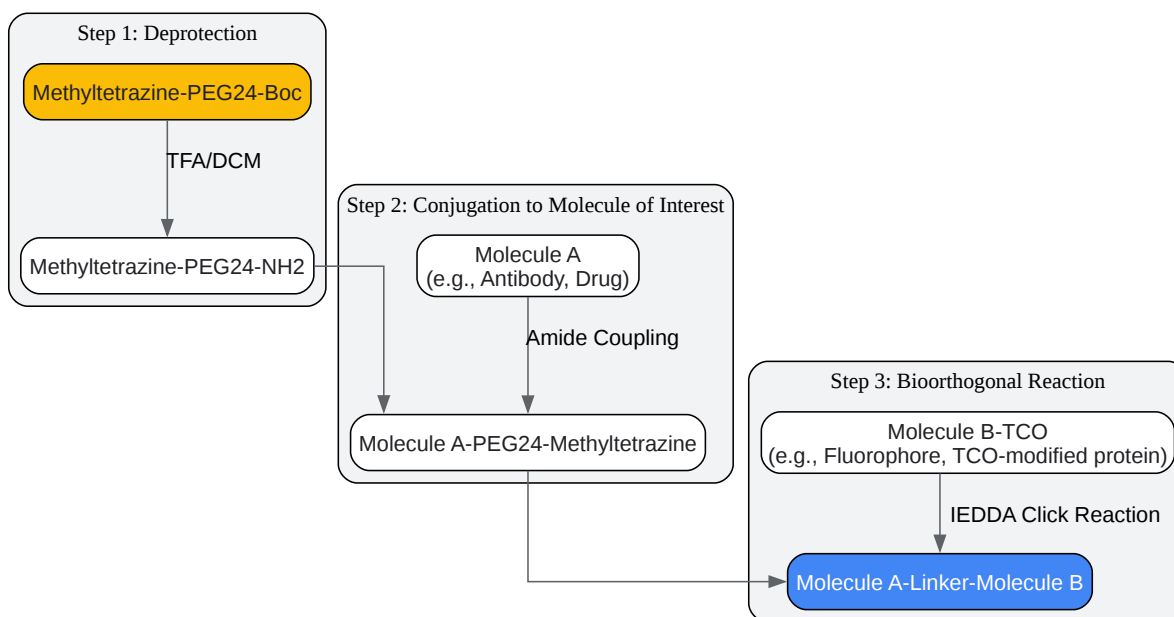 Step 1: Deprotection
Methyltetrazine-PEG24-Boc
TFA/DCM
Methyltetrazine-PEG24-NH2
Step 2: Conjugation to Molecule of Interest
Molecule A
(e.g., Antibody, Drug)
Amide Coupling
Molecule A-PEG24-Methyltetrazine
Step 3: Bioorthogonal Reaction
Molecule B-TCO
(e.g., Fluorophore, TCO-modified protein)
IEDDA Click Reaction
Molecule A-Linker-Molecule B